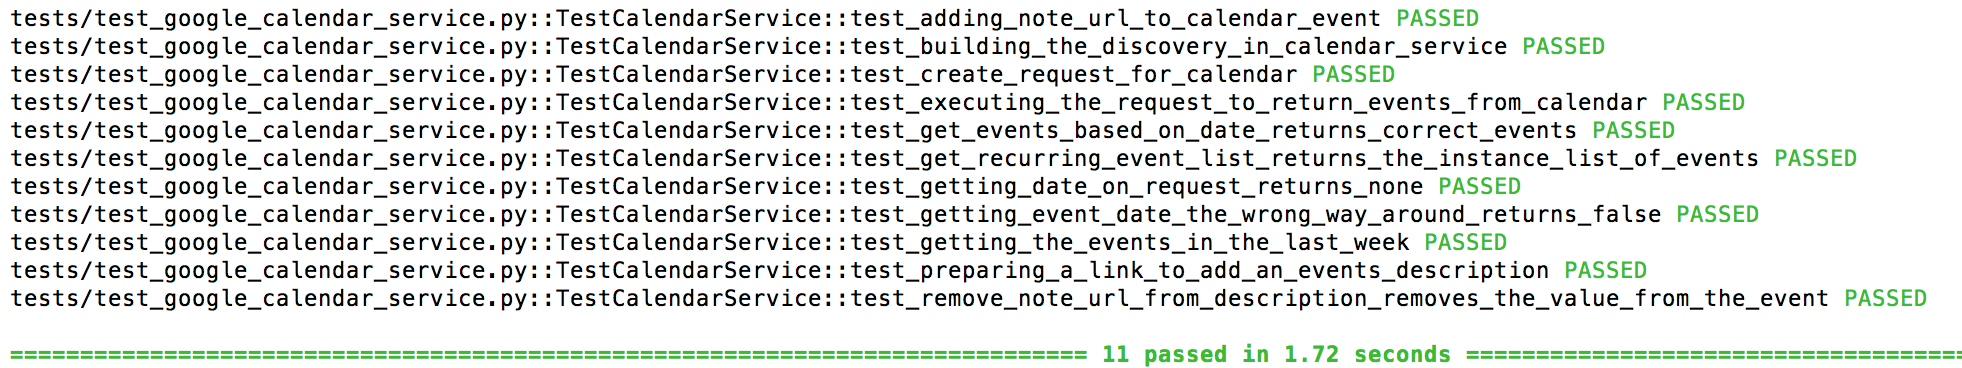 tests/test_google_calendar_service.py::TestCalendarService::test_adding_note_url_to_calendar_event PASSED
tests/test_google_calendar_service.py::TestCalendarService::test_building_the_discovery_in_calendar_service PASSED
tests/test_google_calendar_service.py::TestCalendarService::test_create_request_for_calendar PASSED
tests/test_google_calendar_service.py::TestCalendarService::test_executing_the_request_to_return_events_from_calendar PASSED
tests/test_google_calendar_service.py::TestCalendarService::test_get_events_based_on_date_returns_correct_events PASSED
tests/test_google_calendar_service.py::TestCalendarService::test_get_recurring_event_list_returns_the_instance_list_of_events PASSED
tests/test_google_calendar_service.py::TestCalendarService::test_getting_date_on_request_returns_none PASSED
tests/test_google_calendar_service.py::TestCalendarService::test_getting_event_date_the_wrong_way_around_returns_false PASSED
tests/test_google_calendar_service.py::TestCalendarService::test_getting_the_events_in_the_last_week PASSED
tests/test_google_calendar_service.py::TestCalendarService::test_preparing_a_link_to_add_an_events_description PASSED
tests/test_google_calendar_service.py::TestCalendarService::test_remove_note_url_from_description_removes_the_value_from_the_event PASSED
============================================================================= 11 passed in 1.72 seconds ====================================